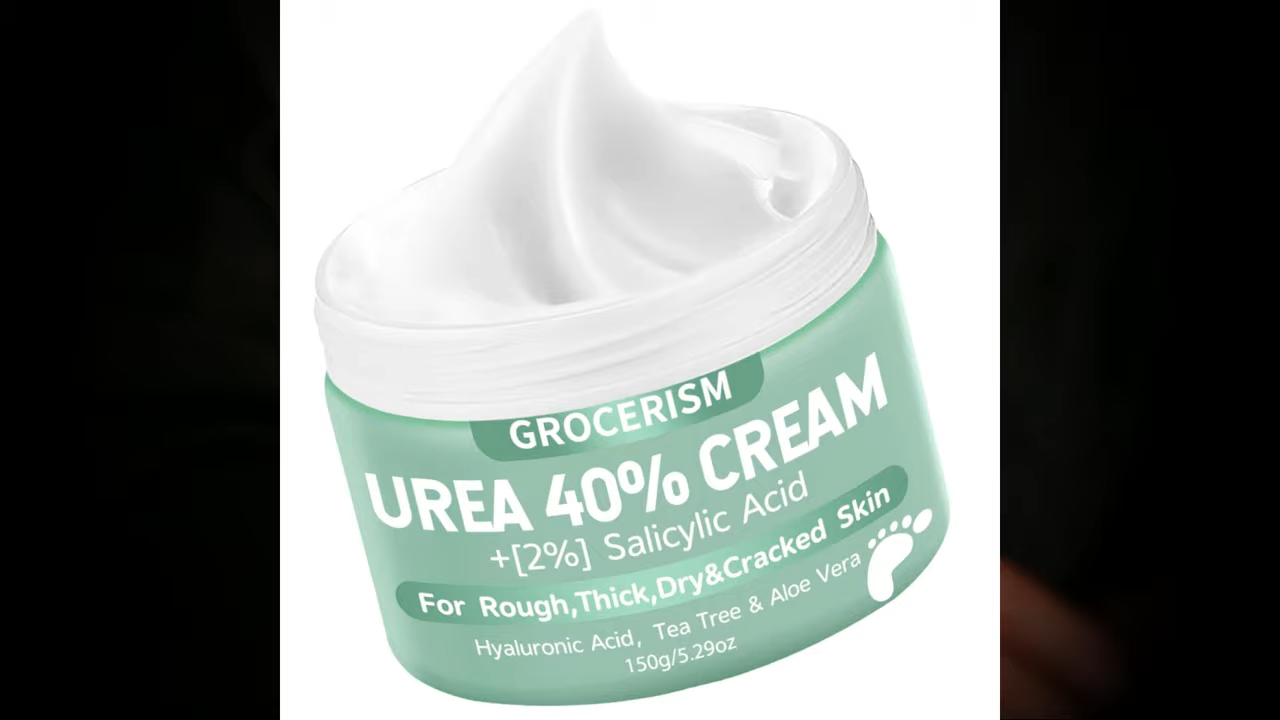 GROCERISM
UREA 40% CREAM
+[2%] Salicylic Acid
For Rough,Thick,Dry&Cracked Skin
Hyaluronic Acid, Tea Tree & Aloe Vera
150g/5.29oz